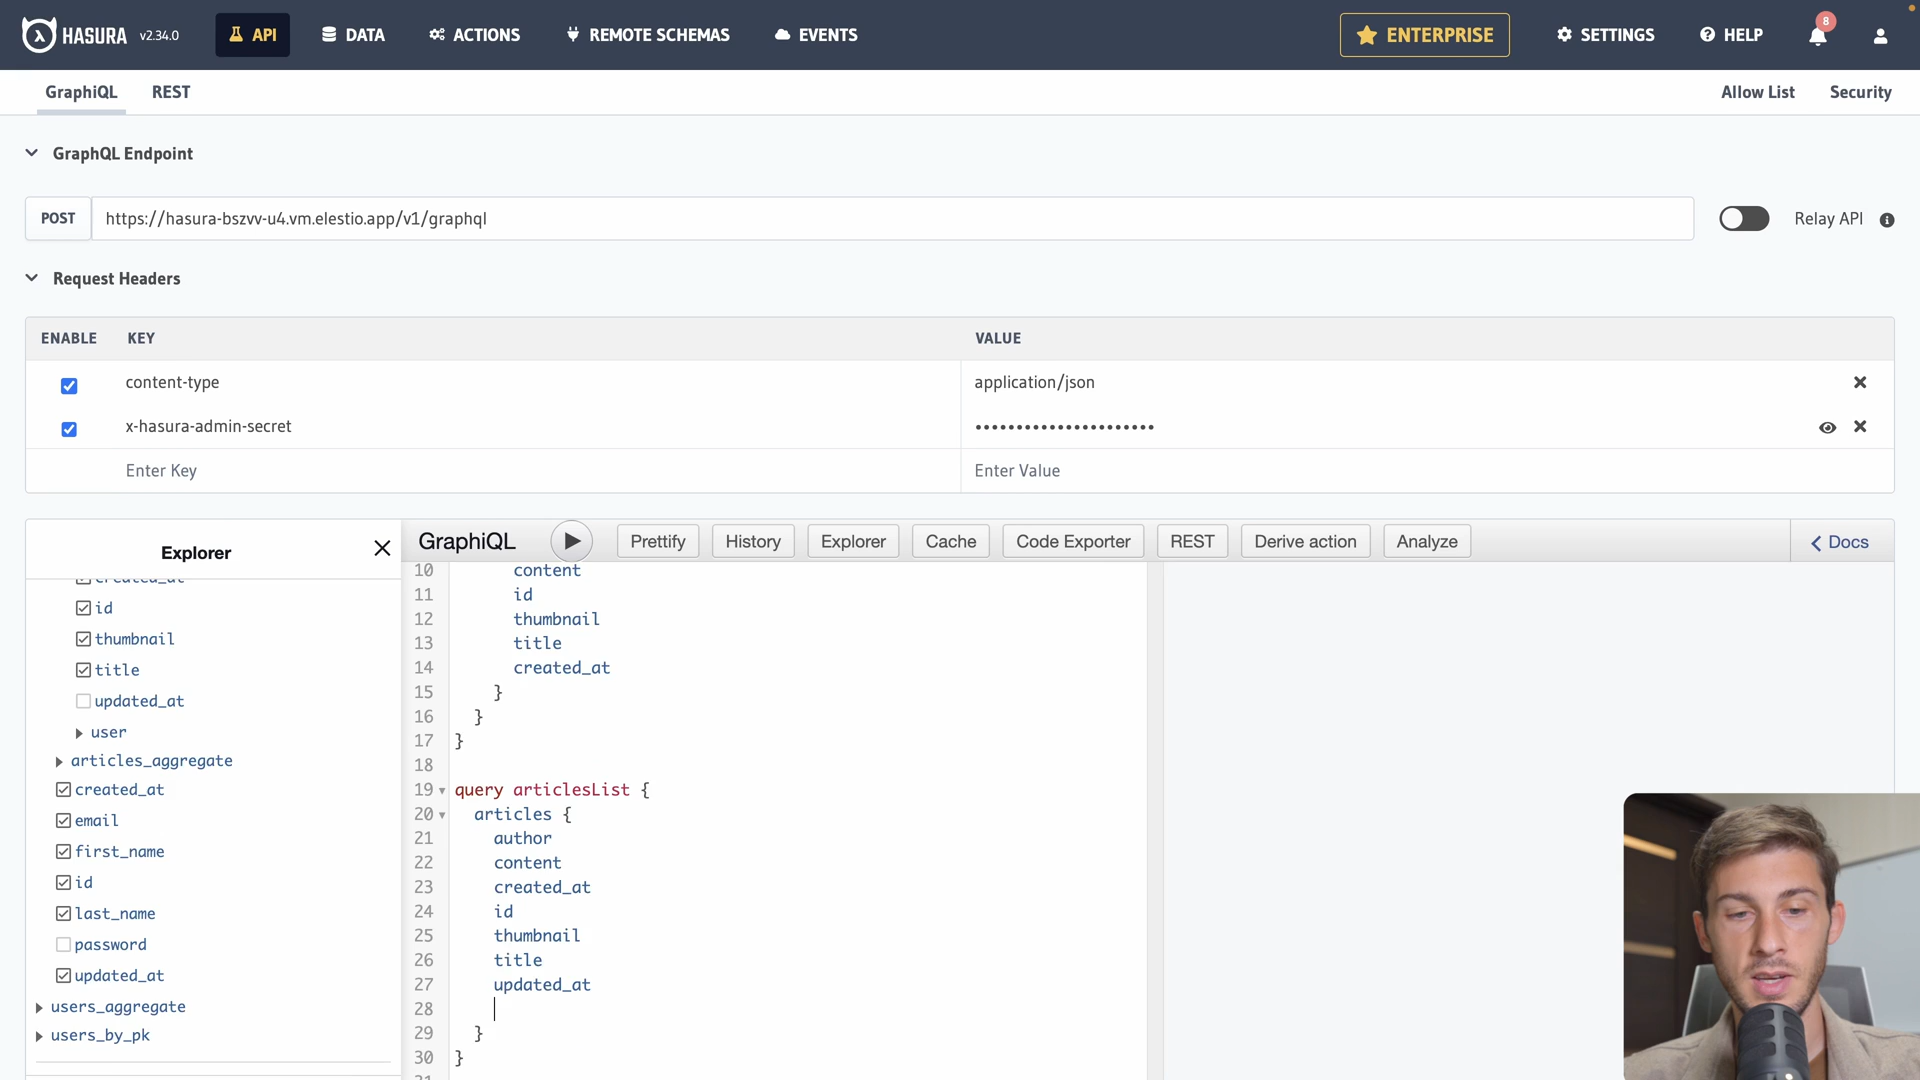 HASURA v2.34.0 API DATA ACTIONS REMOTE SCHEMAS EVENTS ENTERPRISE SETTINGS HELP 8
GraphiQL REST Allow List Security
GraphQL Endpoint
POST https://hasura-bszvv-u4.vm.elestio.app/v1/graphql Relay API
Request Headers
ENABLE KEY VALUE
content-type application/json
x-hasura-admin-secret ••••••••••••••••••••••
Enter Key Enter Value
Explorer
created_at
id
thumbnail
title
updated_at
user
articles_aggregate
created_at
email
first_name
id
last_name
password
updated_at
users_aggregate
users_by_pk
GraphiQL Prettify History Explorer Cache Code Exporter REST Derive action Analyze Docs
10 content
11 id
12 thumbnail
13 title
14 created_at
15 }
16 }
17 }
18
19 query articlesList {
20 articles {
21 author
22 content
23 created_at
24 id
25 thumbnail
26 title
27 updated_at
28
29 }
30 }
31